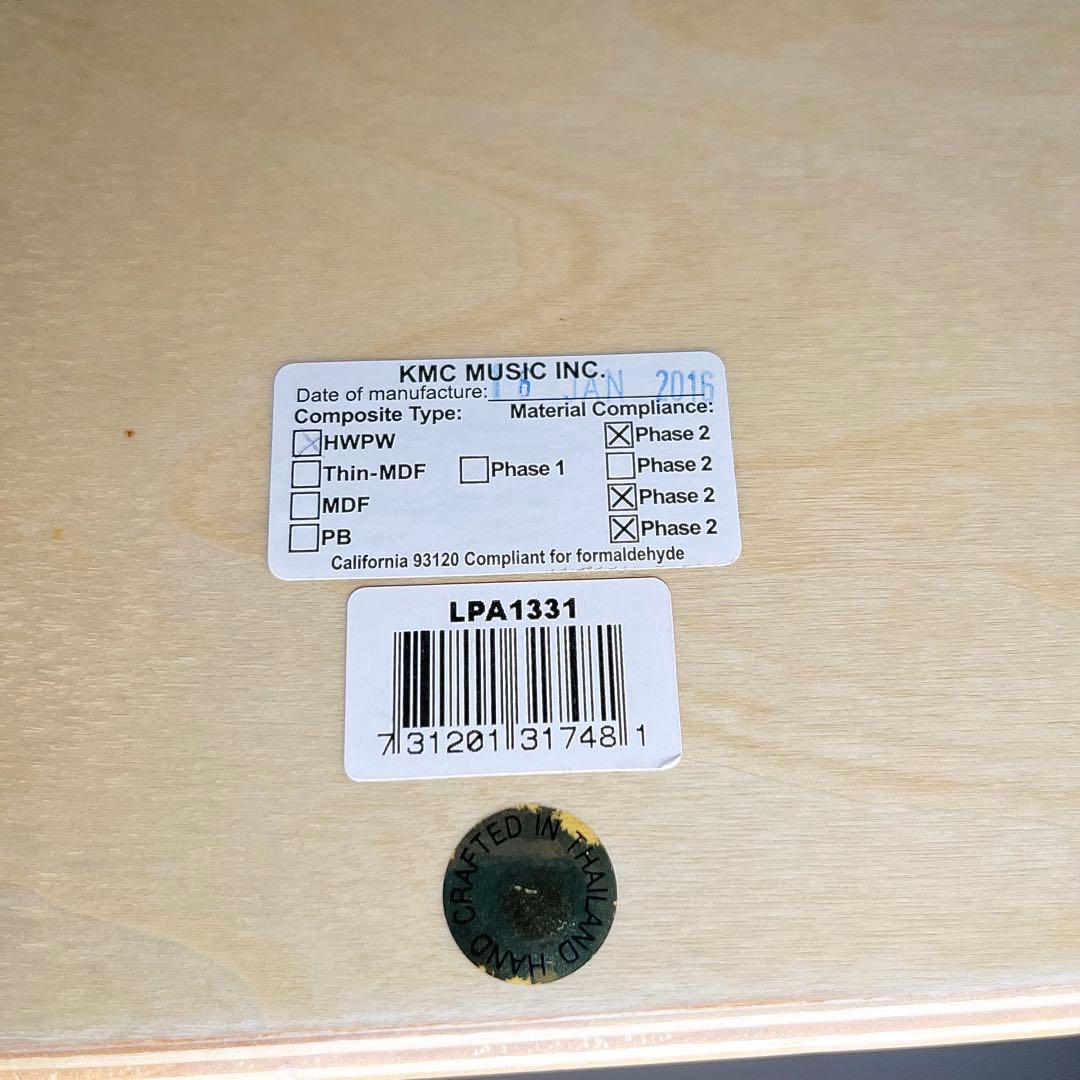 KMC MUSIC INC.
Date of manufacture: 16 JAN 2016
Composite Type: Material Compliance:
HWPW Phase 2
Thin-MDF Phase 1 Phase 2
MDF Phase 2
PB Phase 2
California 93120 Compliant for formaldehyde
LPA1331
7 31201 31748 1
HAND CRAFTED IN THAILAND